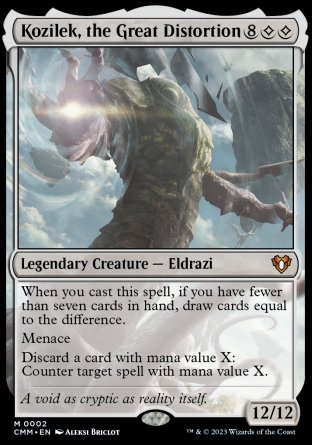 Kozilek, the Great Distortion 8
Legendary Creature — Eldrazi
When you cast this spell, if you have fewer
than seven cards in hand, draw cards equal
to the difference.
Menace
Discard a card with mana value X:
Counter target spell with mana value X.
A void as cryptic as reality itself.
12/12
M 0002
CMM • EN Aleksi Briclot
™ & © 2023 Wizards of the Coast